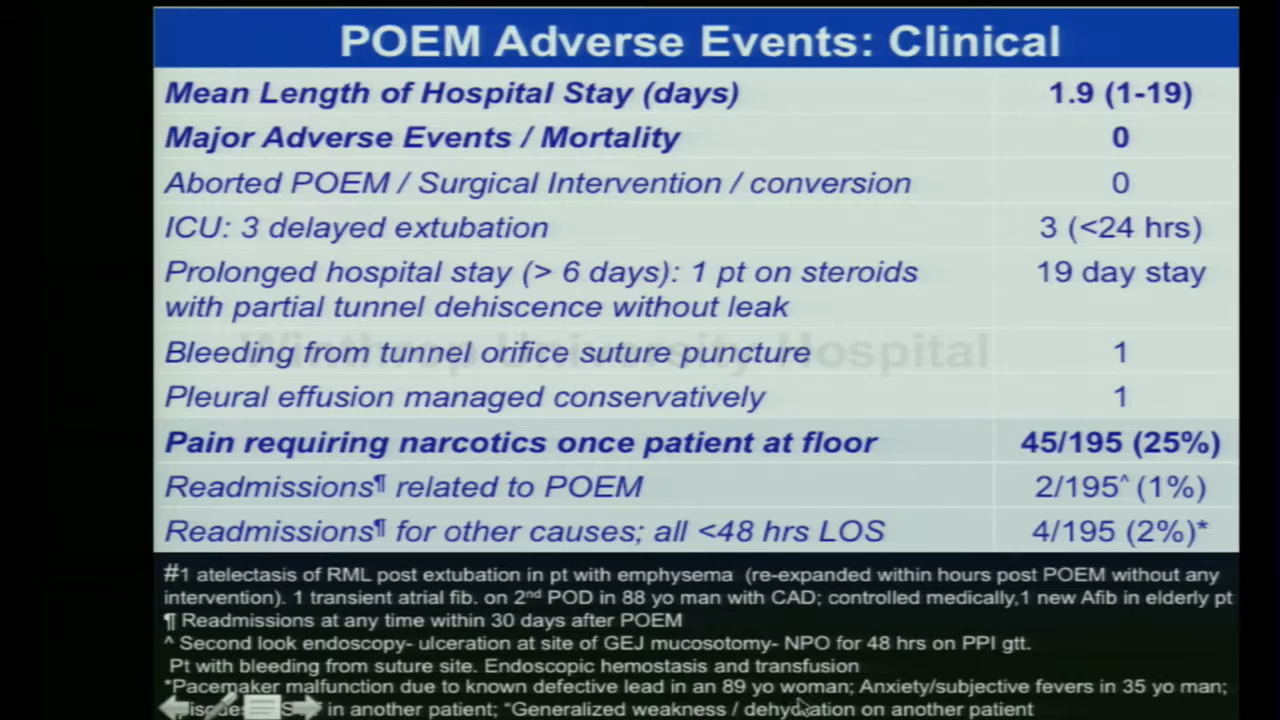 POEM Adverse Events: Clinical
Mean Length of Hospital Stay (days) 1.9 (1-19)
Major Adverse Events / Mortality 0
Aborted POEM / Surgical Intervention / conversion 0
ICU: 3 delayed extubation 3 (<24 hrs)
Prolonged hospital stay (> 6 days): 1 pt on steroids 19 day stay
with partial tunnel dehiscence without leak
Winthrop University Hospital
Bleeding from tunnel orifice suture puncture 1
Pleural effusion managed conservatively 1
Pain requiring narcotics once patient at floor 45/195 (25%)
Readmissions¶ related to POEM 2/195^ (1%)
Readmissions¶ for other causes; all <48 hrs LOS 4/195 (2%)*
#1 atelectasis of RML post extubation in pt with emphysema (re-expanded within hours post POEM without any
intervention). 1 transient atrial fib. on 2nd POD in 88 yo man with CAD; controlled medically,1 new Afib in elderly pt
¶ Readmissions at any time within 30 days after POEM
^ Second look endoscopy- ulceration at site of GEJ mucosotomy- NPO for 48 hrs on PPI gtt.
Pt with bleeding from suture site. Endoscopic hemostasis and transfusion
*Pacemaker malfunction due to known defective lead in an 89 yo woman; Anxiety/subjective fevers in 35 yo man;
in another patient; *Generalized weakness / dehydration on another patient